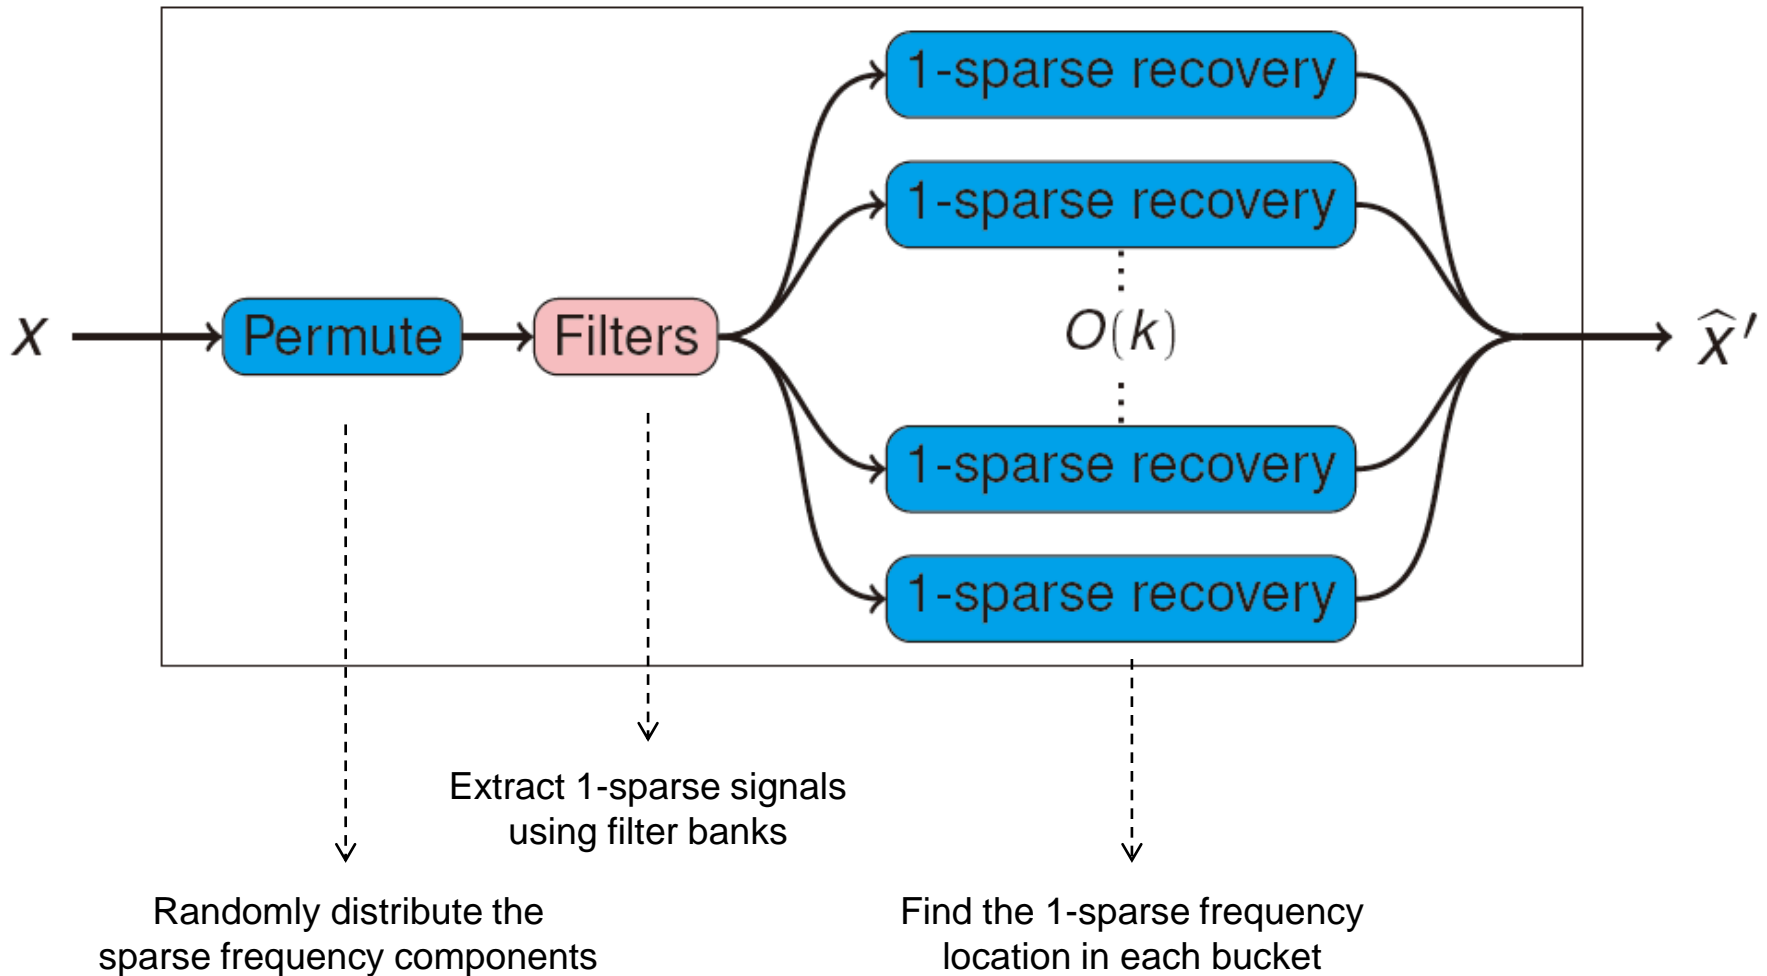 1-sparse recovery
1-sparse recovery
x
Permute
Filters
O(k)
x̂′
1-sparse recovery
1-sparse recovery
Extract 1-sparse signals
using filter banks
Randomly distribute the
sparse frequency components
Find the 1-sparse frequency
location in each bucket